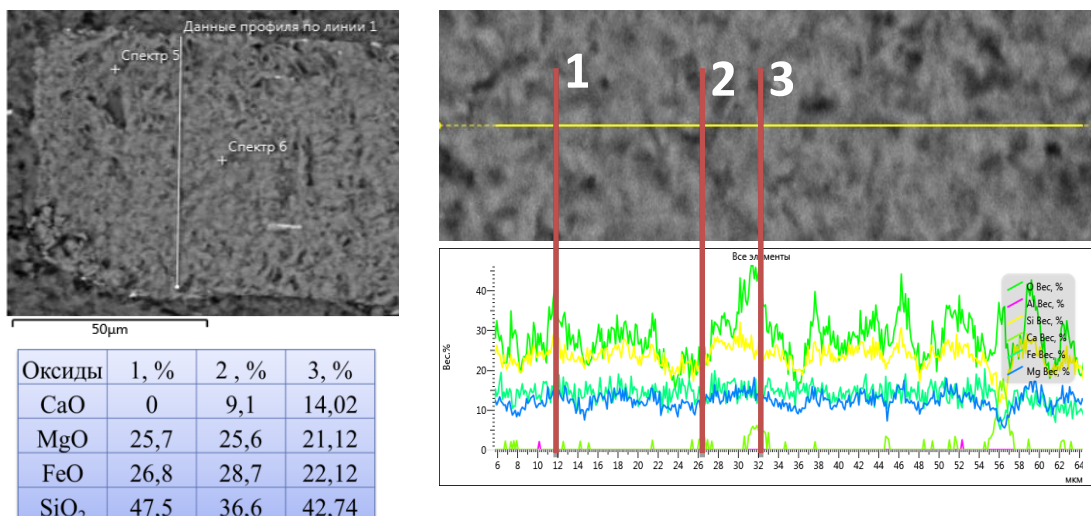 Данные профиля по линии 1
Спектр 5
Спектр 6
50µm
Оксиды 1, % 2 , % 3, %
CaO 0 9,1 14,02
MgO 25,7 25,6 21,12
FeO 26,8 28,7 22,12
SiO₂ 47,5 36,6 42,74
1 2 3
Все элементы
40
30
20
10
0
Вес.%
O Вес, %
Al Вес, %
Si Вес, %
Ca Вес, %
Fe Вес, %
Mg Вес, %
6 8 10 12 14 16 18 20 22 24 26 28 30 32 34 36 38 40 42 44 46 48 50 52 54 56 58 60 62 64
мкм